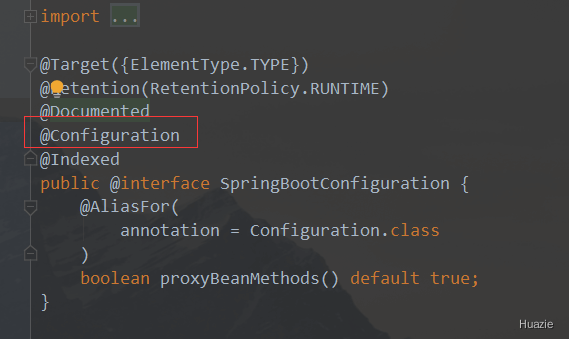 import ...
@Target({ElementType.TYPE})
@Retention(RetentionPolicy.RUNTIME)
@Documented
@Configuration
@Indexed
public @interface SpringBootConfiguration {
    @AliasFor(
        annotation = Configuration.class
    )
    boolean proxyBeanMethods() default true;
}
Huazie